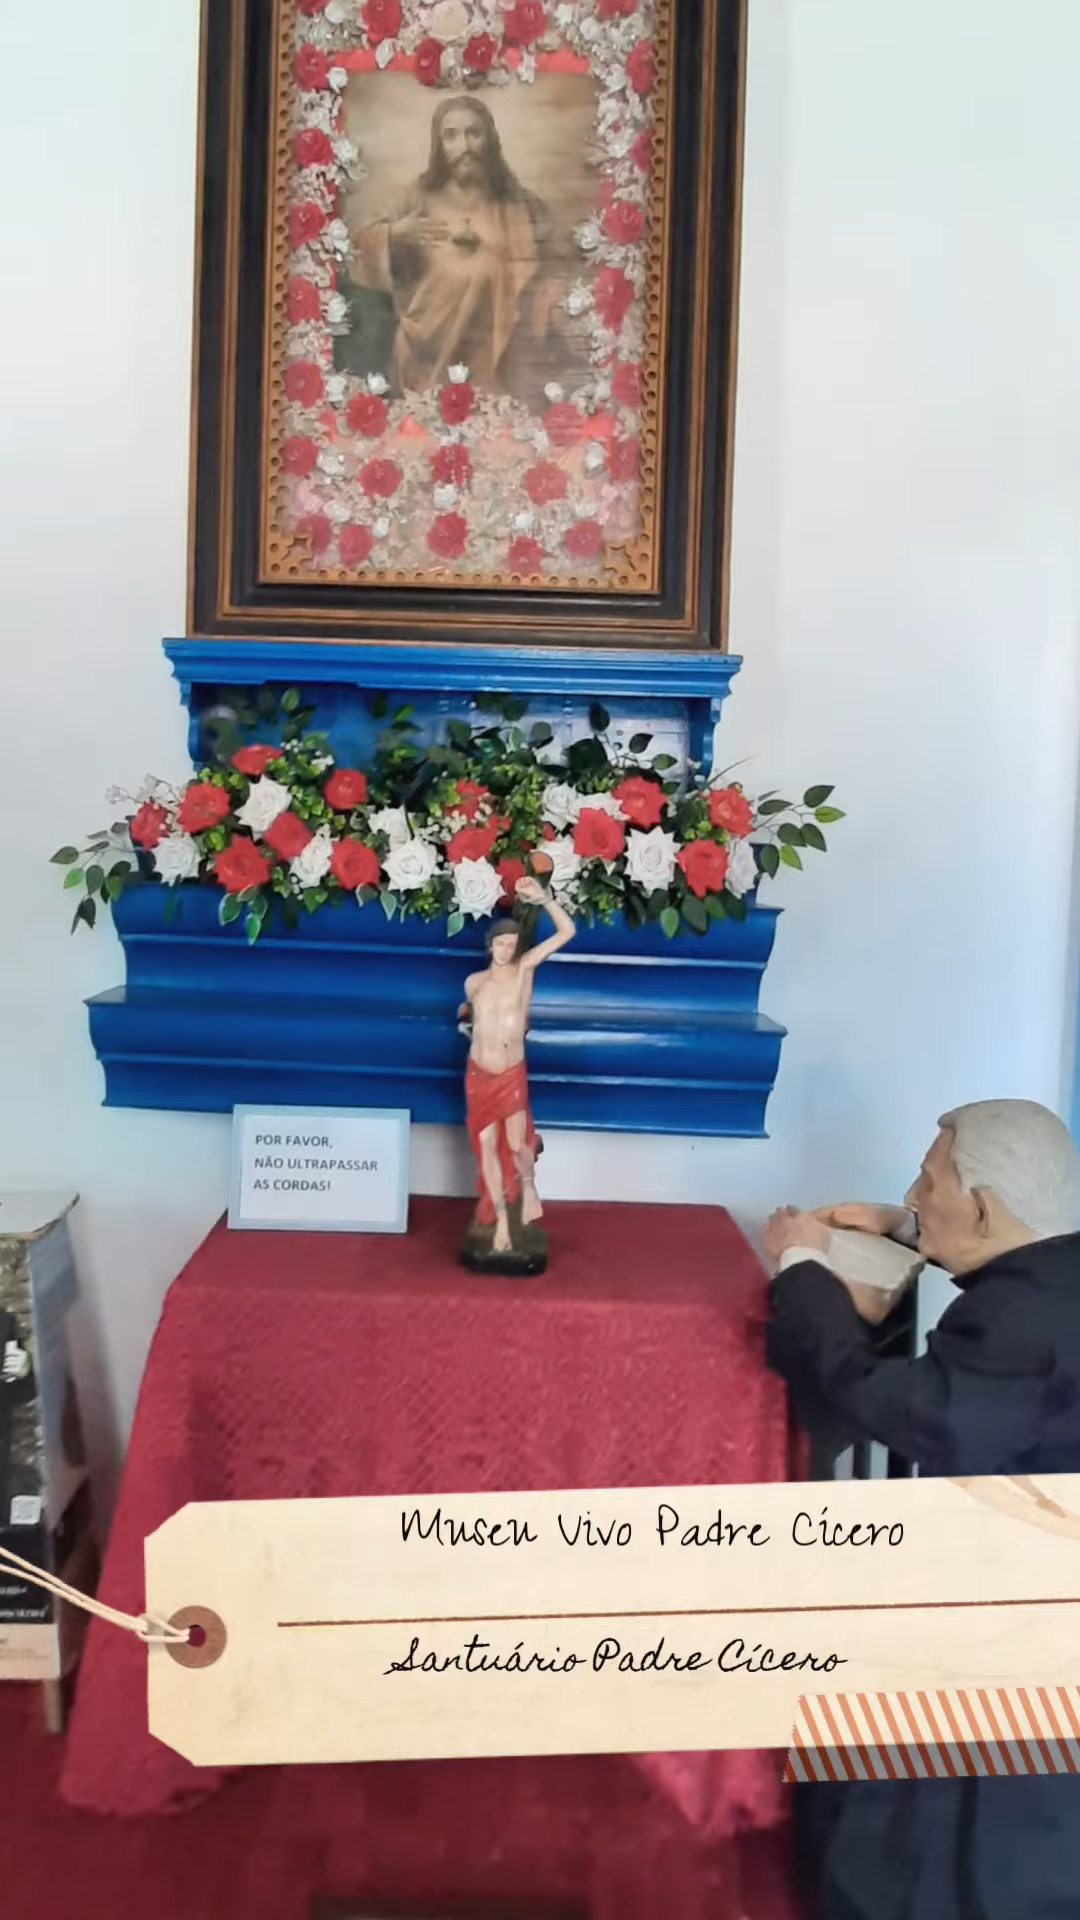 POR FAVOR,
NÃO ULTRAPASSAR
AS CORDAS!
Museu Vivo Padre Cícero
Santuário Padre Cícero